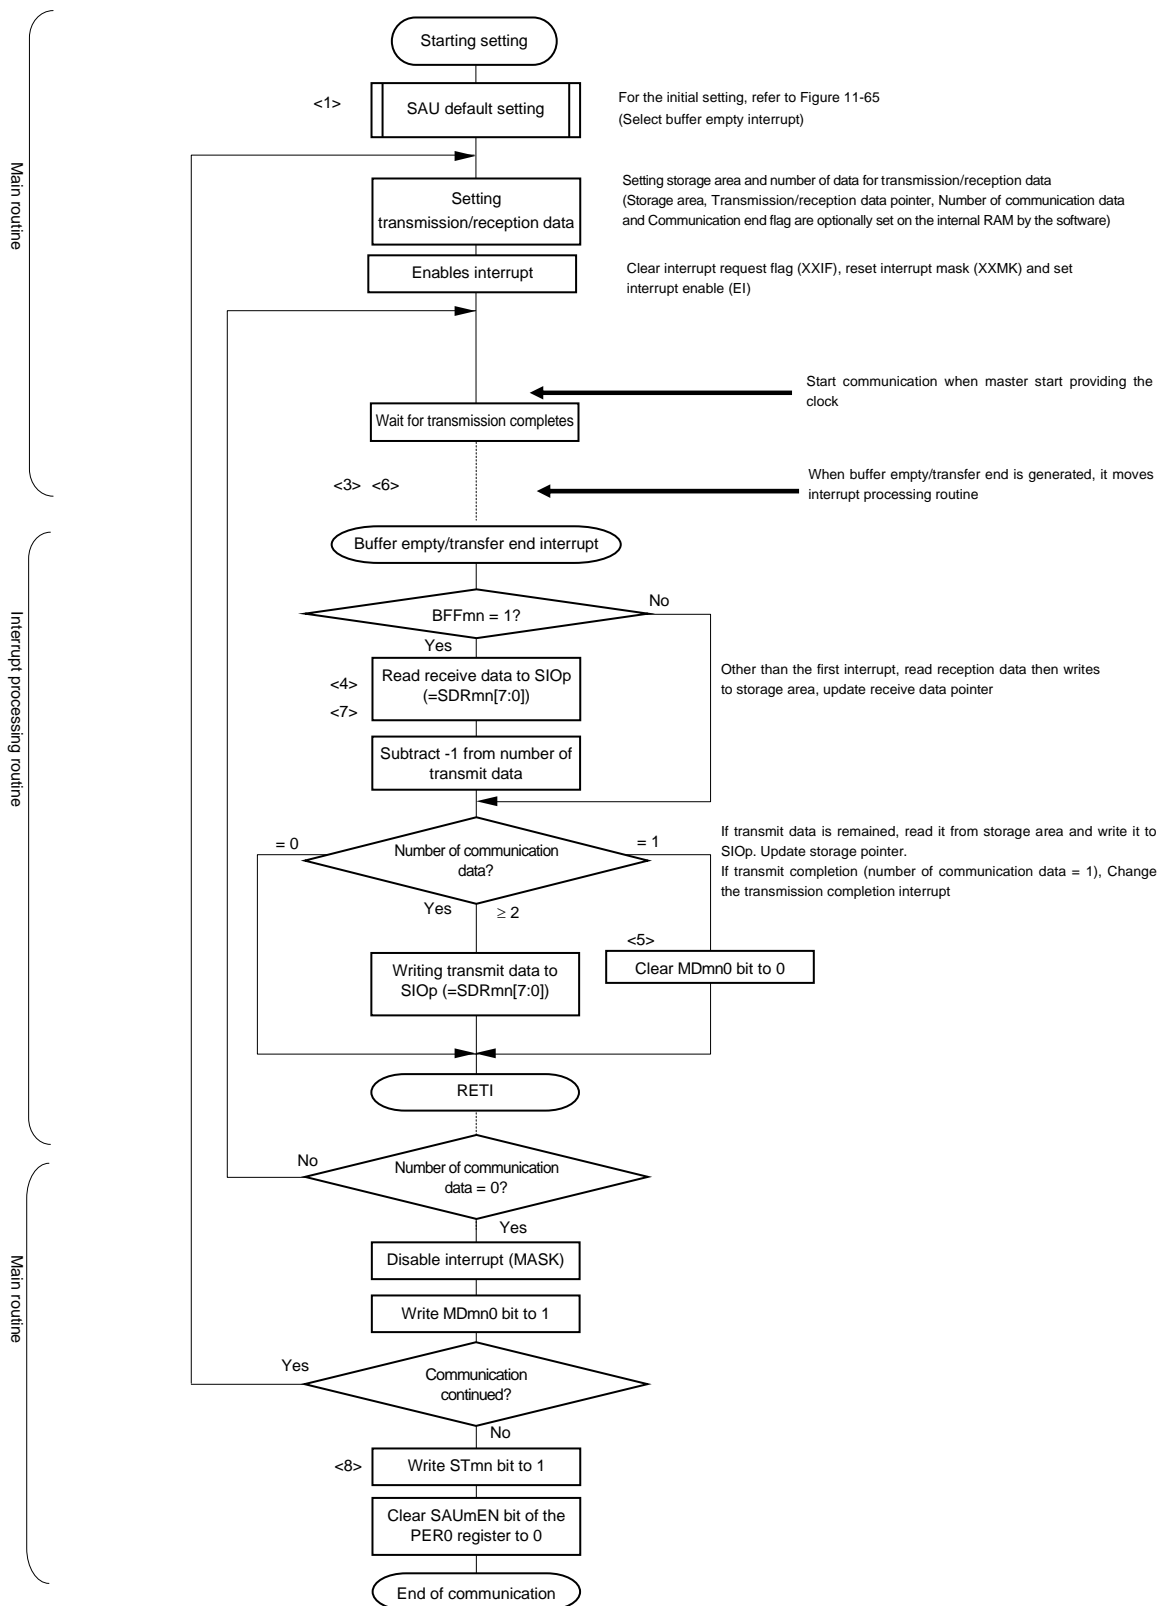 Starting setting
<1>
SAU default setting
For the initial setting, refer to Figure 11-65
(Select buffer empty interrupt)
Main routine
Setting
transmission/reception data
Setting storage area and number of data for transmission/reception data
(Storage area, Transmission/reception data pointer, Number of communication data
and Communication end flag are optionally set on the internal RAM by the software)
Enables interrupt
Clear interrupt request flag (XXIF), reset interrupt mask (XXMK) and set
interrupt enable (EI)
Start communication when master start providing the
clock
Wait for transmission completes
<3> <6>
When buffer empty/transfer end is generated, it moves
interrupt processing routine
Interrupt processing routine
Buffer empty/transfer end interrupt
BFFmn = 1?
No
Yes
<4>
<7>
Read receive data to SIOp
(=SDRmn[7:0])
Other than the first interrupt, read reception data then writes
to storage area, update receive data pointer
Subtract -1 from number of
transmit data
= 0
Number of communication
data?
= 1
If transmit data is remained, read it from storage area and write it to
SIOp. Update storage pointer.
If transmit completion (number of communication data = 1), Change
the transmission completion interrupt
Yes
≥ 2
<5>
Writing transmit data to
SIOp (=SDRmn[7:0])
Clear MDmn0 bit to 0
RETI
No
Number of communication
data = 0?
Yes
Main routine
Disable interrupt (MASK)
Write MDmn0 bit to 1
Yes
Communication
continued?
No
<8>
Write STmn bit to 1
Clear SAUmEN bit of the
PER0 register to 0
End of communication